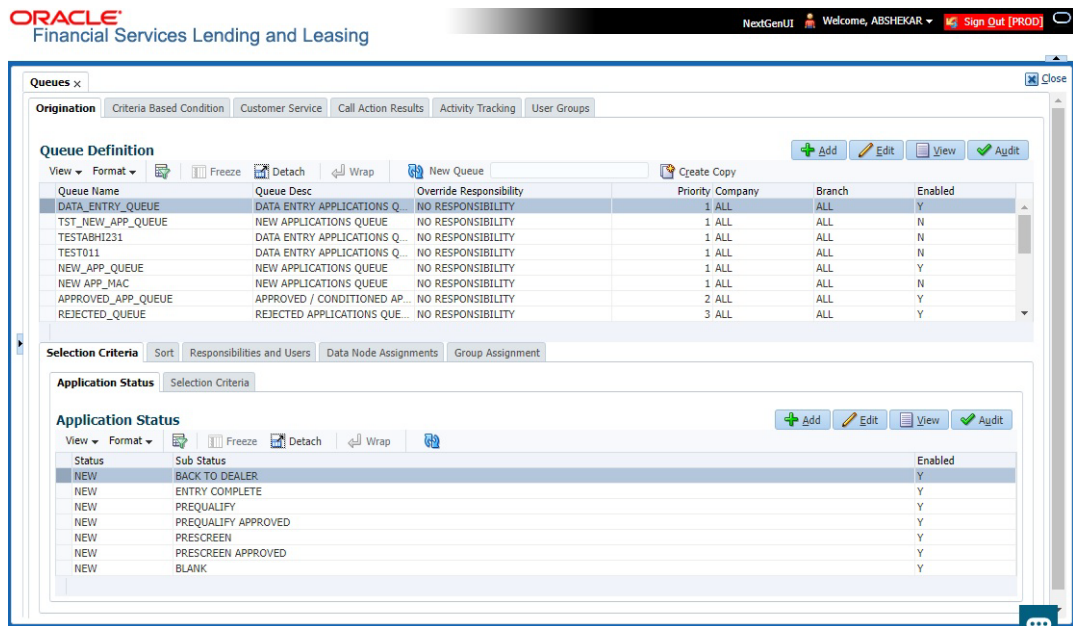 ORACLE
Financial Services Lending and Leasing
NextGenUI Welcome, ABSHEKAR Sign Out [PROD]
Queues x Close
Origination Criteria Based Condition Customer Service Call Action Results Activity Tracking User Groups
Queue Definition Add Edit View Audit
View Format Freeze Detach Wrap New Queue Create Copy
Queue Name Queue Desc Override Responsibility Priority Company Branch Enabled
DATA_ENTRY_QUEUE DATA ENTRY APPLICATIONS Q... NO RESPONSIBILITY 1 ALL ALL Y
TST_NEW_APP_QUEUE NEW APPLICATIONS QUEUE NO RESPONSIBILITY 1 ALL ALL N
TESTABHI231 DATA ENTRY APPLICATIONS Q... NO RESPONSIBILITY 1 ALL ALL N
TEST011 DATA ENTRY APPLICATIONS Q... NO RESPONSIBILITY 1 ALL ALL N
NEW_APP_QUEUE NEW APPLICATIONS QUEUE NO RESPONSIBILITY 1 ALL ALL Y
NEW APP_MAC NEW APPLICATIONS QUEUE NO RESPONSIBILITY 1 ALL ALL N
APPROVED_APP_QUEUE APPROVED / CONDITIONED AP... NO RESPONSIBILITY 2 ALL ALL Y
REJECTED_QUEUE REJECTED APPLICATIONS QUE... NO RESPONSIBILITY 3 ALL ALL Y
Selection Criteria Sort Responsibilities and Users Data Node Assignments Group Assignment
Application Status Selection Criteria
Application Status Add Edit View Audit
View Format Freeze Detach Wrap
Status Sub Status Enabled
NEW BACK TO DEALER Y
NEW ENTRY COMPLETE Y
NEW PREQUALIFY Y
NEW PREQUALIFY APPROVED Y
NEW PRESCREEN Y
NEW PRESCREEN APPROVED Y
NEW BLANK Y